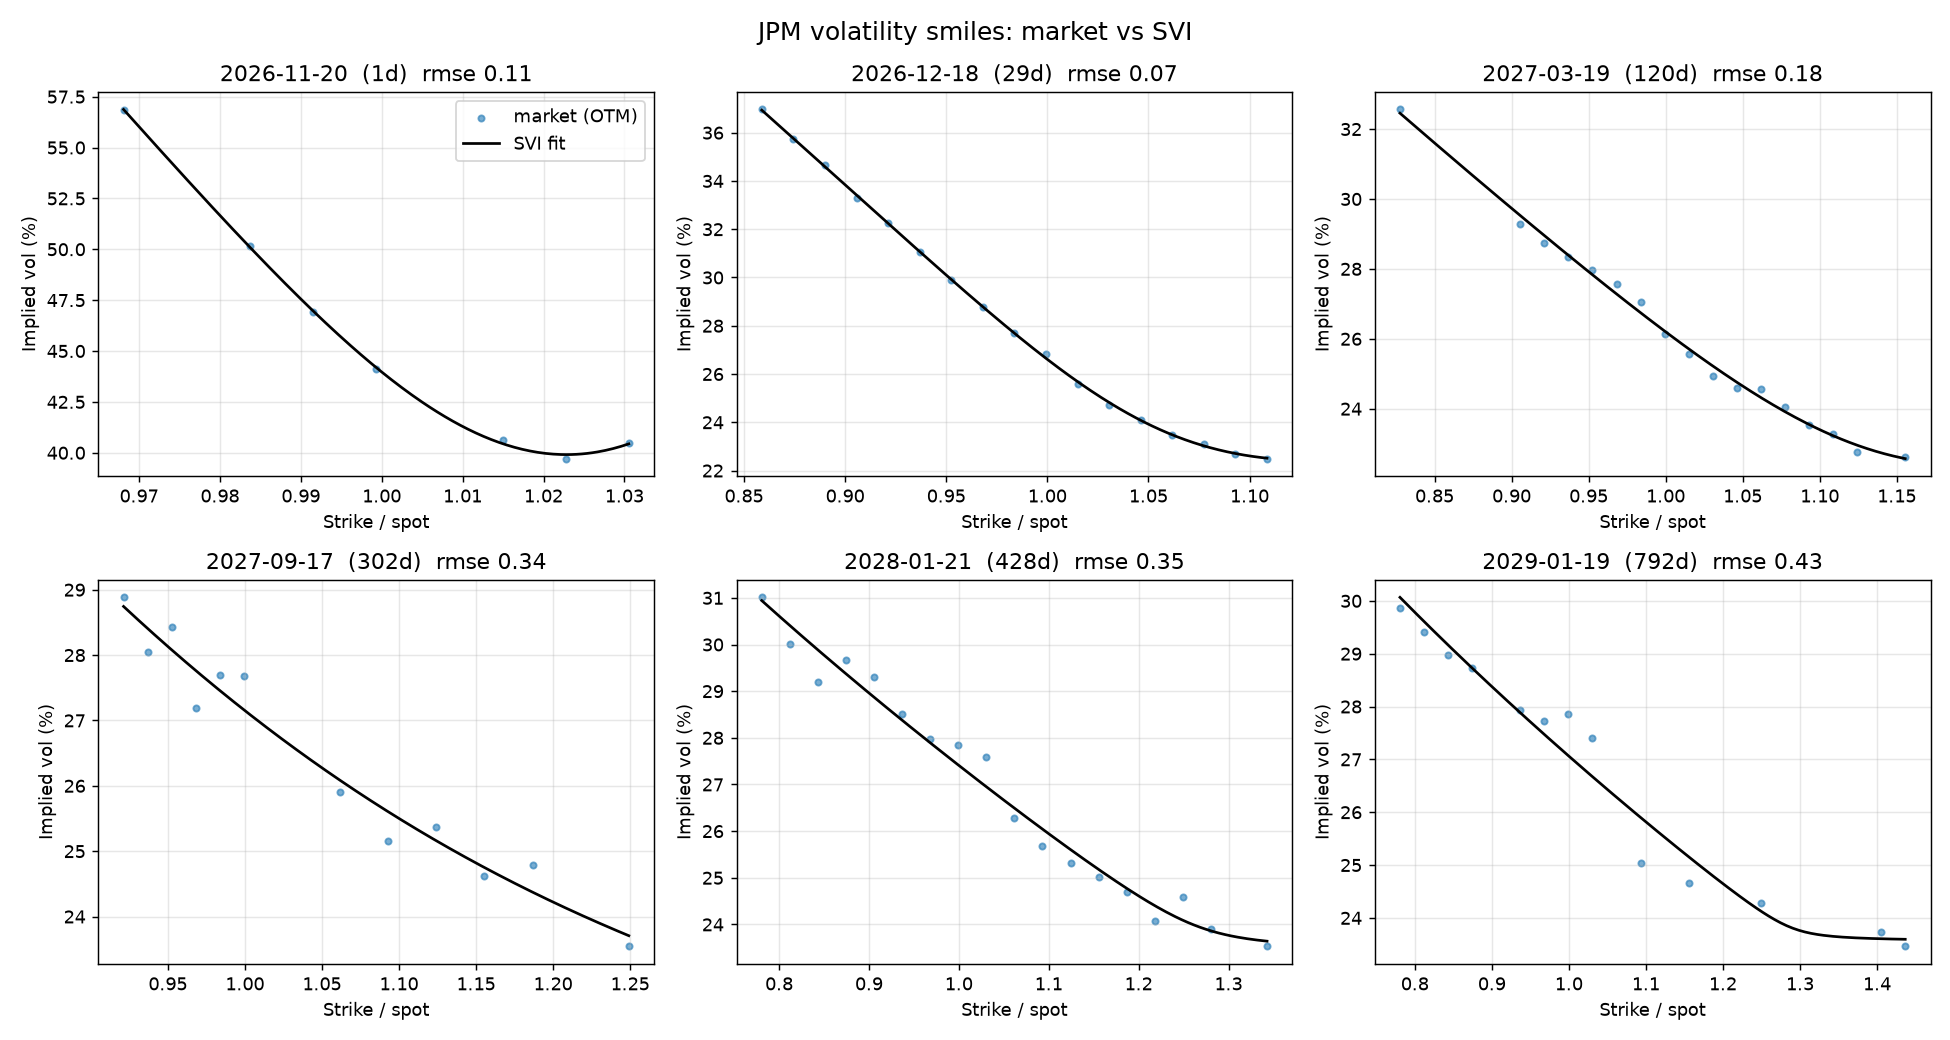 JPM volatility smiles: market vs SVI
2026-11-20  (1d)  rmse 0.11
57.5
55.0
52.5
50.0
47.5
45.0
42.5
40.0
Implied vol (%)
market (OTM)
SVI fit
0.97 0.98 0.99 1.00 1.01 1.02 1.03
Strike / spot
2026-12-18  (29d)  rmse 0.07
36
34
32
30
28
26
24
22
Implied vol (%)
0.85 0.90 0.95 1.00 1.05 1.10
Strike / spot
2027-03-19  (120d)  rmse 0.18
32
30
28
26
24
Implied vol (%)
0.85 0.90 0.95 1.00 1.05 1.10 1.15
Strike / spot
2027-09-17  (302d)  rmse 0.34
29
28
27
26
25
24
Implied vol (%)
0.95 1.00 1.05 1.10 1.15 1.20 1.25
Strike / spot
2028-01-21  (428d)  rmse 0.35
31
30
29
28
27
26
25
24
Implied vol (%)
0.8 0.9 1.0 1.1 1.2 1.3
Strike / spot
2029-01-19  (792d)  rmse 0.43
30
29
28
27
26
25
24
Implied vol (%)
0.8 0.9 1.0 1.1 1.2 1.3 1.4
Strike / spot